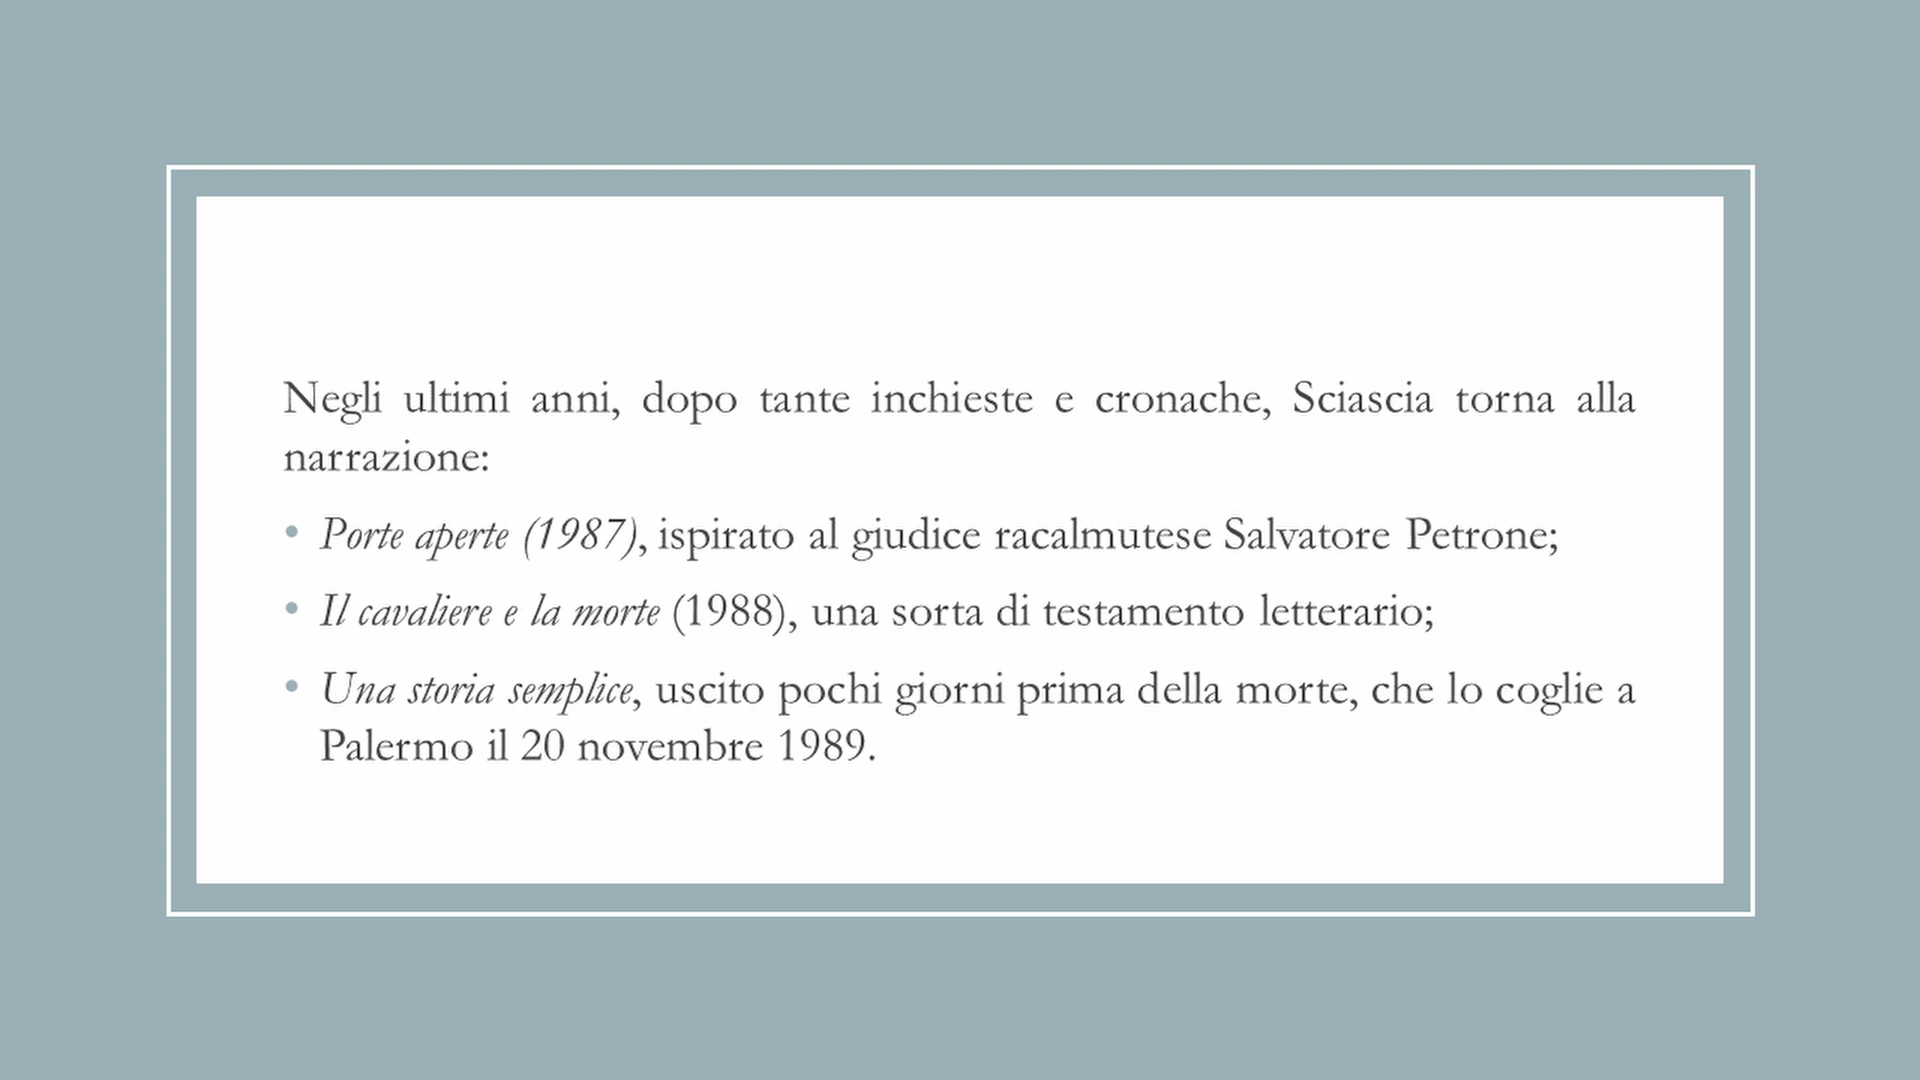 Negli ultimi anni, dopo tante inchieste e cronache, Sciascia torna alla
narrazione:
• Porte aperte (1987), ispirato al giudice racalmutese Salvatore Petrone;
• Il cavaliere e la morte (1988), una sorta di testamento letterario;
• Una storia semplice, uscito pochi giorni prima della morte, che lo coglie a
Palermo il 20 novembre 1989.